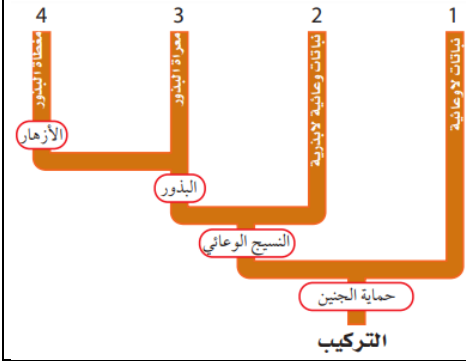 1
2
3
4
نباتات لاوعائية
نباتات وعائية لابذرية
معراة البذور
مغطاة البذور
الأزهار
البذور
النسيج الوعائي
حماية الجنين
التركيب